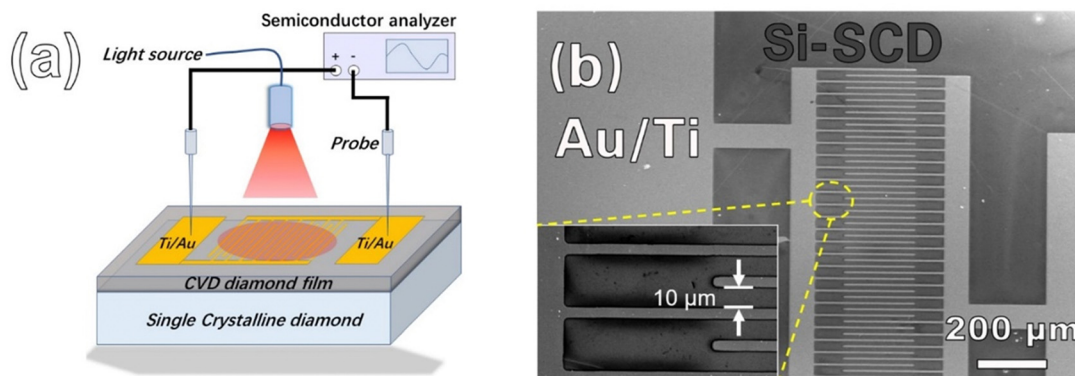 (a)
Semiconductor analyzer
Light source
+ -
Probe
Ti/Au
Ti/Au
CVD diamond film
Single Crystalline diamond
(b)
Si-SCD
Au/Ti
10 μm
200 μm